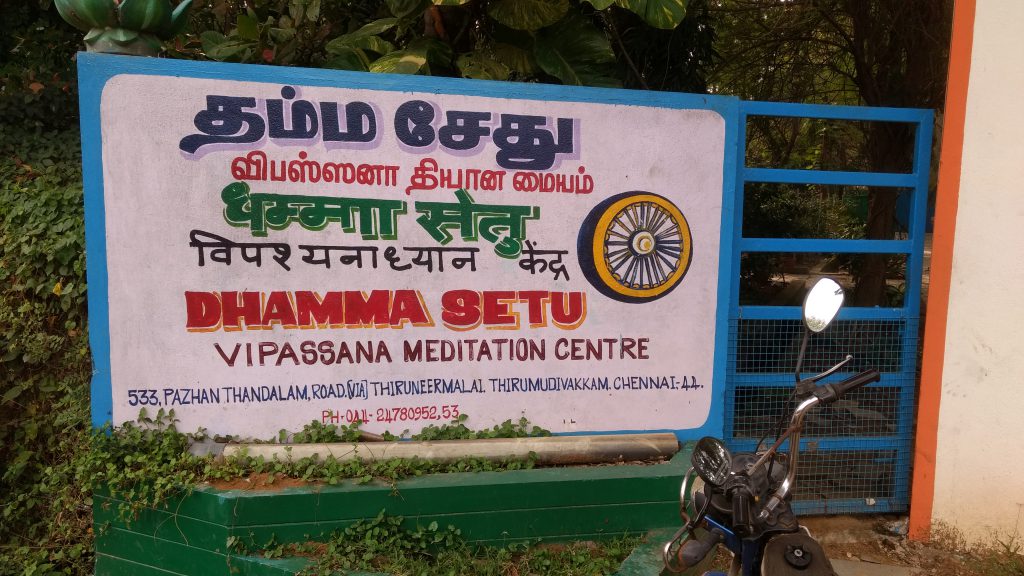 தம்ம சேது
விபஸ்ஸனா தியான மையம்
धम्मा सेतु
विपश्यनाध्यान केंद्र
DHAMMA SETU
VIPASSANA MEDITATION CENTRE
533, PAZHAN THANDALAM, ROAD, (VIA) THIRUNEERMALAI. THIRUMUDIVAKKAM. CHENNAI-44.
PH-044-24780952,53